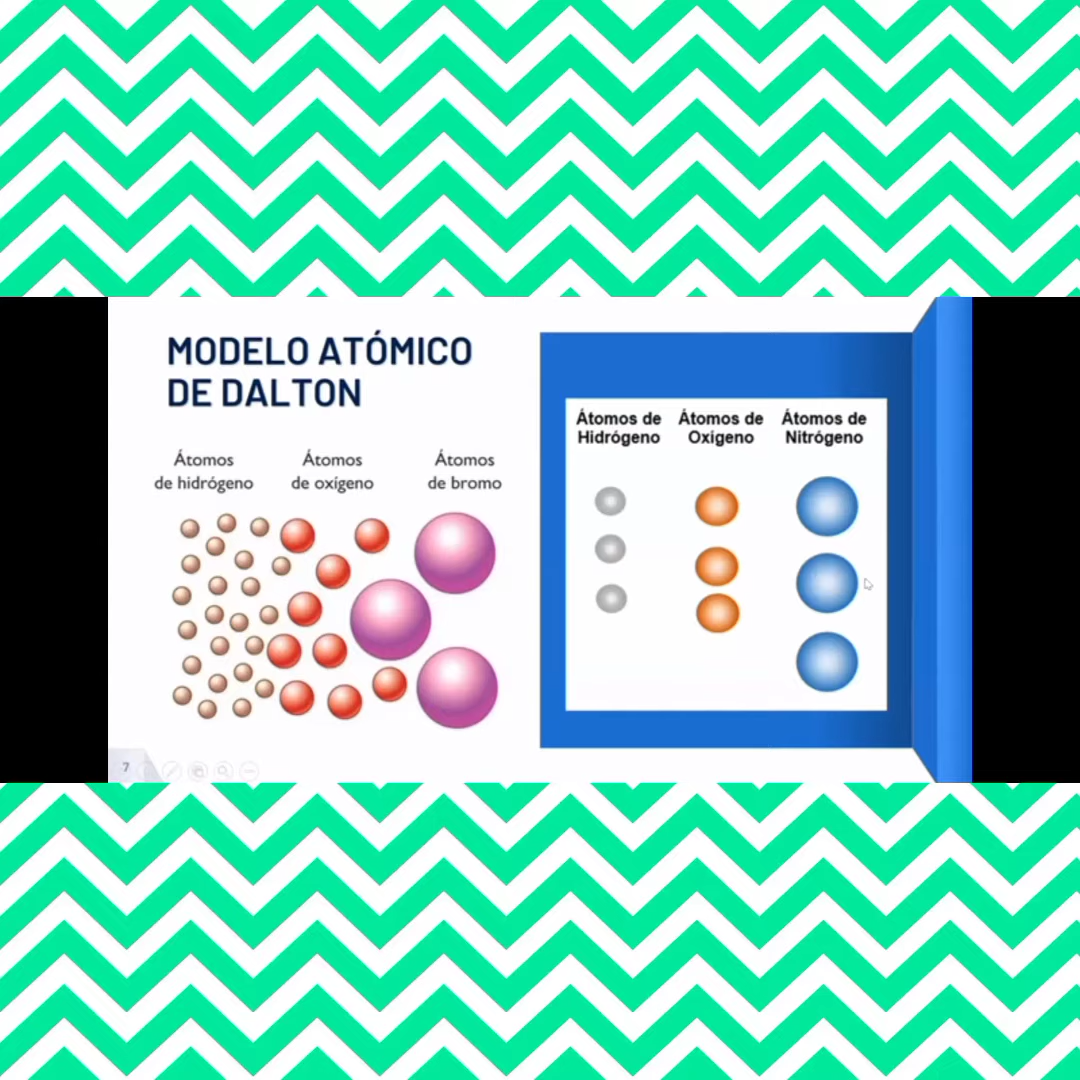 MODELO ATÓMICO
DE DALTON
Átomos
de hidrógeno
Átomos
de oxígeno
Átomos
de bromo
Átomos de
Hidrógeno
Átomos de
Oxígeno
Átomos de
Nitrógeno
7